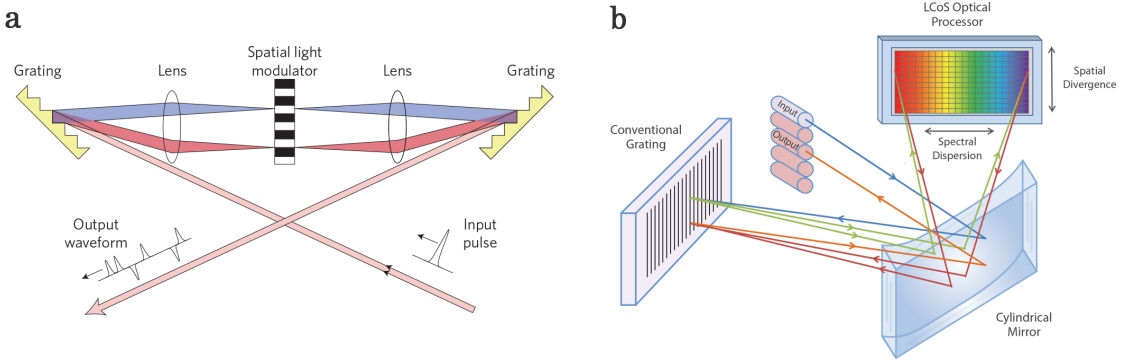 a
Grating
Lens
Spatial light
modulator
Lens
Grating
Output
waveform
Input
pulse
b
LCoS Optical
Processor
Spatial
Divergence
Spectral
Dispersion
Input
Output
Conventional
Grating
Cylindrical
Mirror